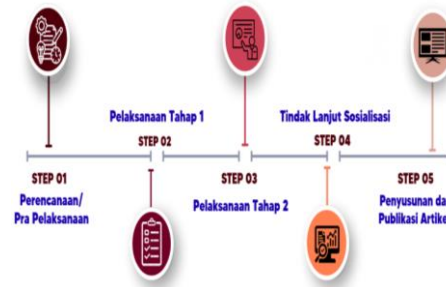 Pelaksanaan Tahap 1
STEP 02
Tindak Lanjut Sosialisasi
STEP 04
STEP 01
Perencanaan/
Pra Pelaksanaan
STEP 03
Pelaksanaan Tahap 2
STEP 05
Penyusunan da
Publikasi Artike